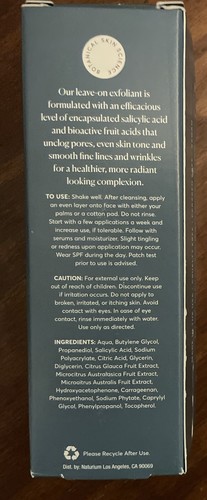 BOTANICAL SKIN SCIENCE
Our leave-on exfoliant is
formulated with an efficacious
level of encapsulated salicylic acid
and bioactive fruit acids that
unclog pores, even skin tone and
smooth fine lines and wrinkles
for a healthier, more radiant
looking complexion.
TO USE: Shake well. After cleansing, apply
an even layer onto face with either your
palms or a cotton pad. Do not rinse.
Start with a few applications a week and
increase use, if tolerable. Follow with
serums and moisturizer. Slight tingling
or redness upon application may occur.
Wear SPF during the day. Patch test
prior to use is advised.
CAUTION: For external use only. Keep
out of reach of children. Discontinue use
if irritation occurs. Do not apply to
broken, irritated, or itching skin. Avoid
contact with eyes. In case of eye
contact, rinse immediately with water.
Use only as directed.
INGREDIENTS: Aqua, Butylene Glycol,
Propanediol, Salicylic Acid, Sodium
Polyacrylate, Citric Acid, Glycerin,
Diglycerin, Citrus Glauca Fruit Extract,
Microcitrus Australasica Fruit Extract,
Microcitrus Australis Fruit Extract,
Hydroxyacetophenone, Carrageenan,
Phenoxyethanol, Sodium Phytate, Caprylyl
Glycol, Phenylpropanol, Tocopherol.
Please Recycle After Use.
Dist. by: Naturium Los Angeles, CA 90069